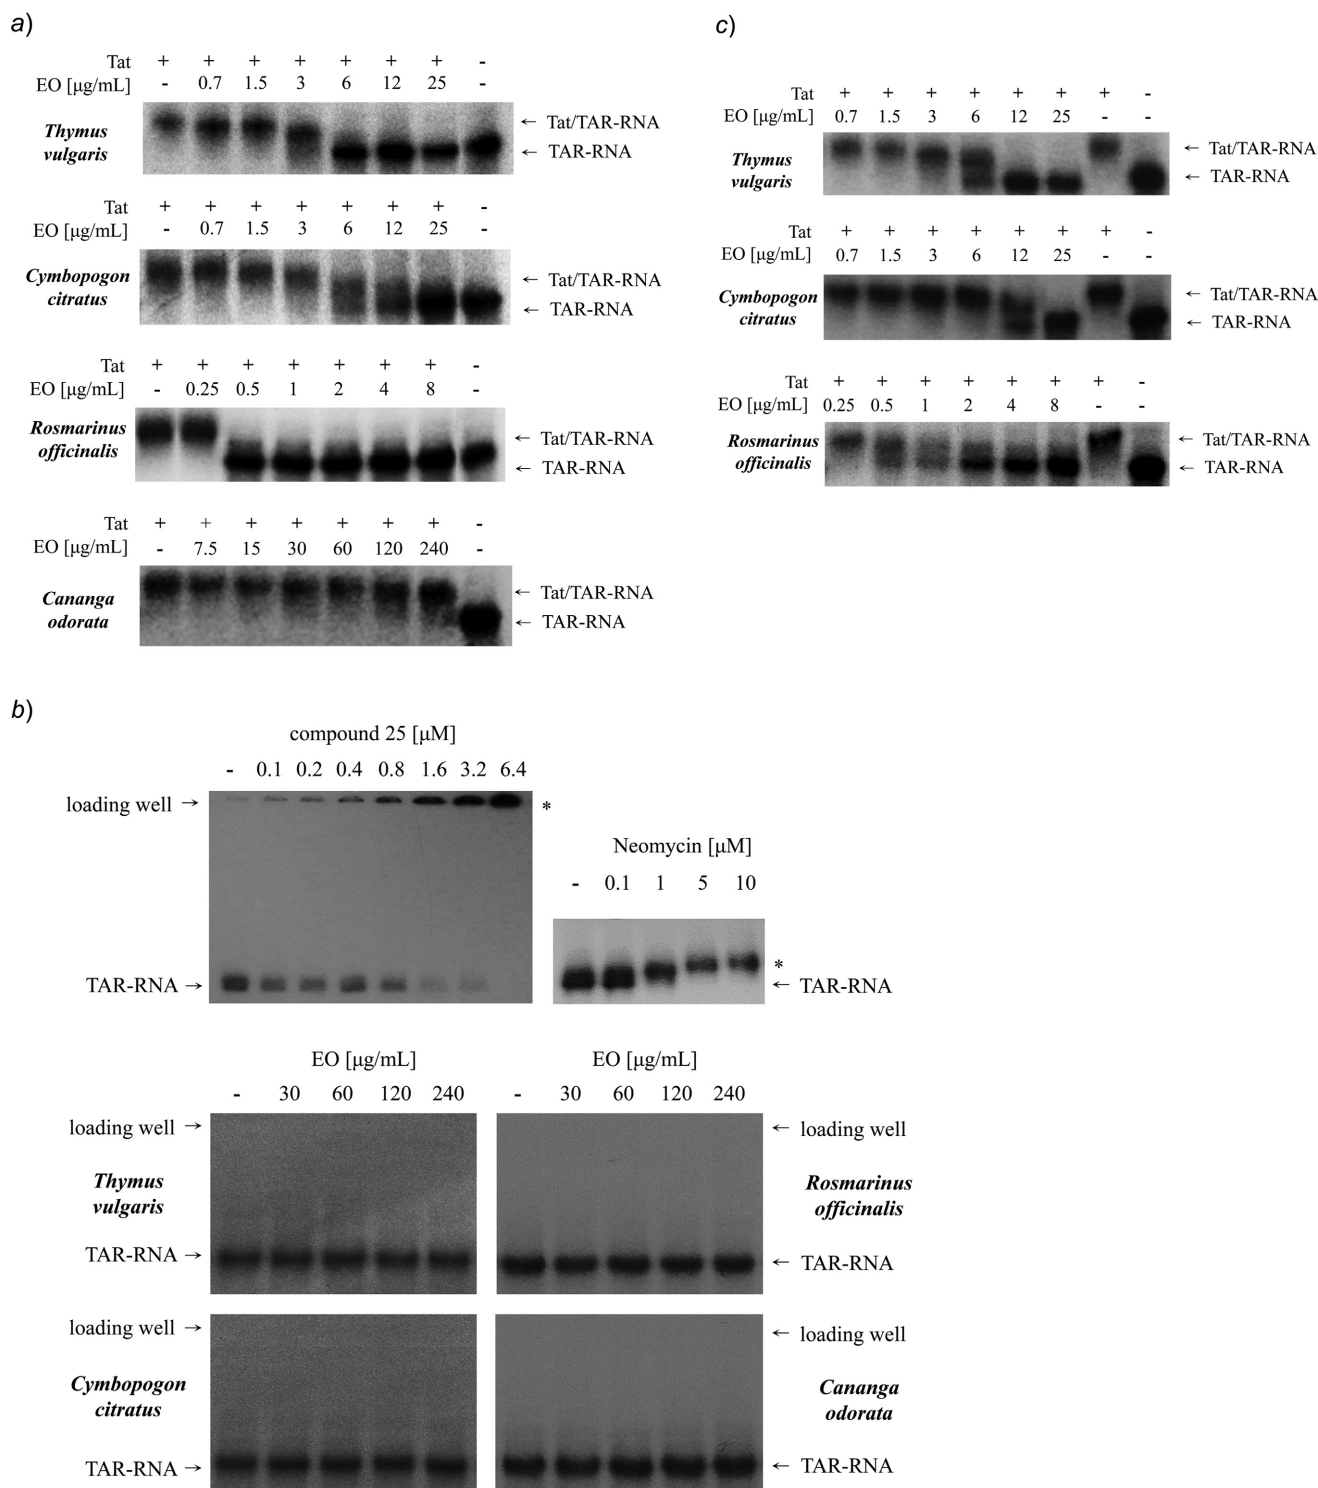 a)
Tat + + + + + + + -
EO [μg/mL] - 0.7 1.5 3 6 12 25 -
Thymus
vulgaris
← Tat/TAR-RNA
← TAR-RNA
Tat + + + + + + + -
EO [μg/mL] - 0.7 1.5 3 6 12 25 -
Cymbopogon
citratus
← Tat/TAR-RNA
← TAR-RNA
Tat + + + + + + + -
EO [μg/mL] - 0.25 0.5 1 2 4 8 -
Rosmarinus
officinalis
← Tat/TAR-RNA
← TAR-RNA
Tat + + + + + + + -
EO [μg/mL] - 7.5 15 30 60 120 240 -
Cananga
odorata
← Tat/TAR-RNA
← TAR-RNA
c)
Tat + + + + + + + -
EO [μg/mL] 0.7 1.5 3 6 12 25 - -
Thymus
vulgaris
← Tat/TAR-RNA
← TAR-RNA
Tat + + + + + + + -
EO [μg/mL] 0.7 1.5 3 6 12 25 - -
Cymbopogon
citratus
← Tat/TAR-RNA
← TAR-RNA
Tat + + + + + + + -
EO [μg/mL] 0.25 0.5 1 2 4 8 - -
Rosmarinus
officinalis
← Tat/TAR-RNA
← TAR-RNA
b)
compound 25 [μM]
- 0.1 0.2 0.4 0.8 1.6 3.2 6.4
loading well → *
TAR-RNA →
Neomycin [μM]
- 0.1 1 5 10
*
← TAR-RNA
EO [μg/mL]
- 30 60 120 240
loading well →
Thymus
vulgaris
TAR-RNA →
EO [μg/mL]
- 30 60 120 240
← loading well
Rosmarinus
officinalis
← TAR-RNA
loading well →
Cymbopogon
citratus
TAR-RNA →
← loading well
Cananga
odorata
← TAR-RNA